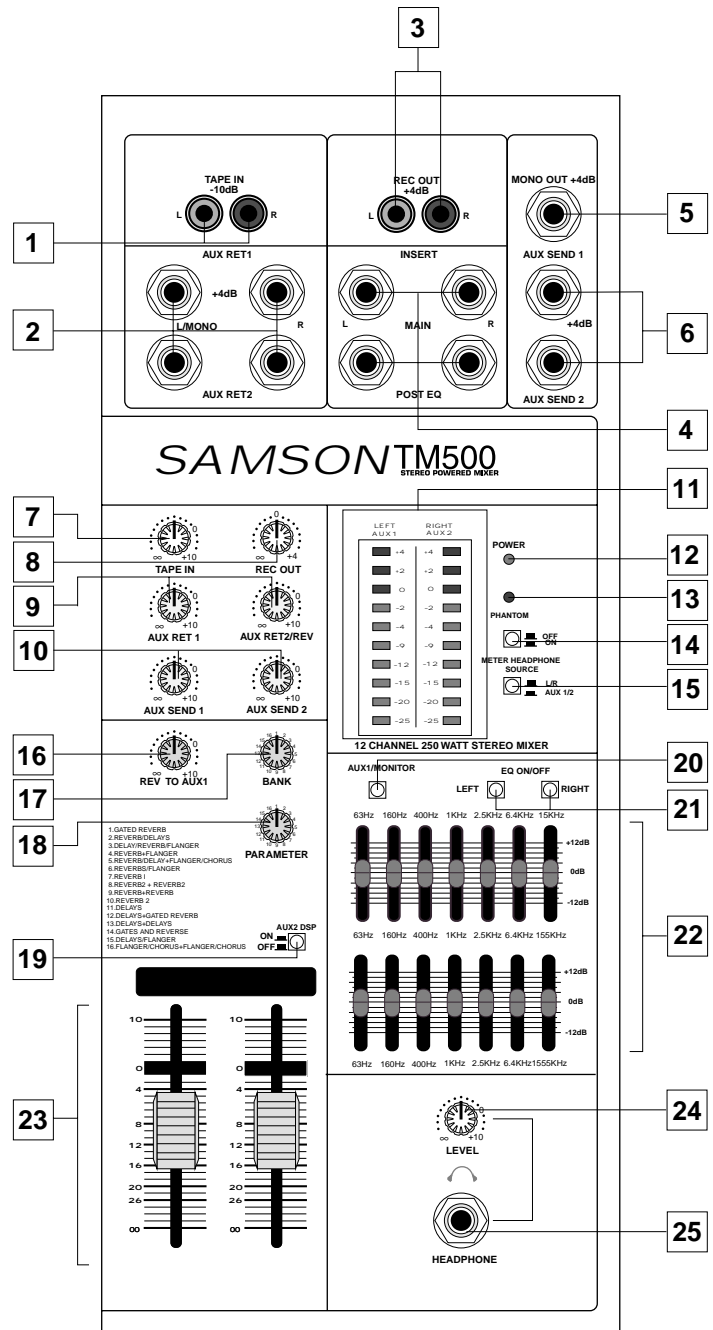 3
TAPE IN
-10dB
L R
REC OUT
+4dB
L R
MONO OUT +4dB
5
1
AUX RET1
INSERT
AUX SEND 1
2
+4dB
L/MONO R
L MAIN R
+4dB
6
AUX RET2
POST EQ
AUX SEND 2
4
SAMSON TM500
STEREO POWERED MIXER
11
7
0
∞ +10
TAPE IN
8
0
∞ +4
REC OUT
9
0
∞ +10
AUX RET 1
0
∞ +10
AUX RET2/REV
10
0
∞ +10
AUX SEND 1
0
∞ +10
AUX SEND 2
LEFT RIGHT
AUX1 AUX2
+4 +4
+2 +2
0 0
-2 -2
-4 -4
-9 -9
-12 -12
-15 -15
-20 -20
-25 -25
POWER
12
13
PHANTOM
OFF
ON
14
METER HEADPHONE
SOURCE
L/R
AUX 1/2
15
12 CHANNEL 250 WATT STEREO MIXER
16
0
∞ +10
REV TO AUX1
17
BANK
18
PARAMETER
1.GATED REVERB
2.REVERB/DELAYS
3.DELAY/REVERB/FLANGER
4.REVERB+FLANGER
5.REVERB/DELAY+FLANGER/CHORUS
6.REVERBS/FLANGER
7.REVERB I
8.REVERB2 + REVERB2
9.REVERB+REVERB
10.REVERB 2
11.DELAYS
12.DELAYS+GATED REVERB
13.DELAYS+DELAYS
14.GATES AND REVERSE
15.DELAYS/FLANGER
16.FLANGER/CHORUS+FLANGER/CHORUS
AUX2 DSP
ON
OFF
19
20
AUX1/MONITOR
EQ ON/OFF
LEFT RIGHT
21
63Hz 160Hz 400Hz 1KHz 2.5KHz 6.4KHz 15KHz
+12dB
0dB
-12dB
63Hz 160Hz 400Hz 1KHz 2.5KHz 6.4KHz 155KHz
22
+12dB
0dB
-12dB
63Hz 160Hz 400Hz 1KHz 2.5KHz 6.4KHz 1555KHz
23
10 10
0 0
4 4
8 8
12 12
16 16
20 20
26 26
∞ ∞
24
0
∞ +10
LEVEL
25
HEADPHONE